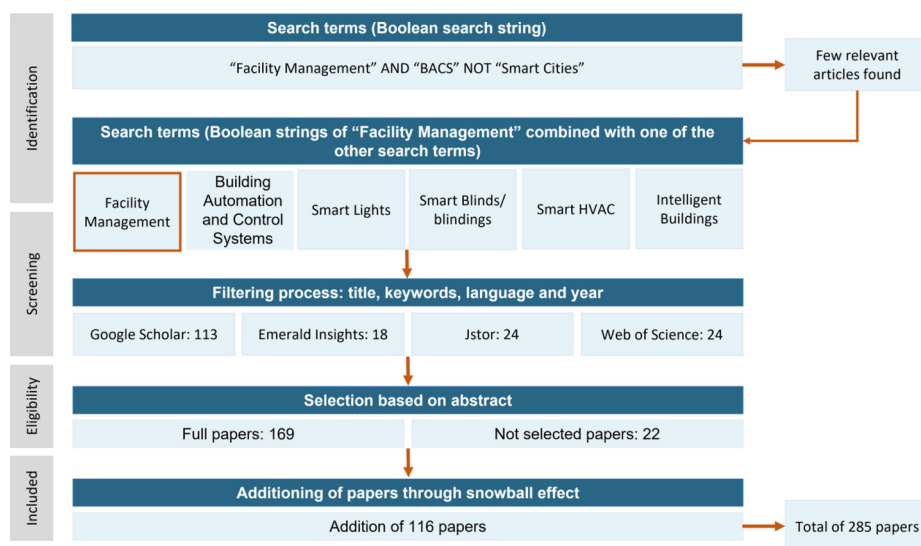 Identification
Search terms (Boolean search string)
“Facility Management” AND “BACS” NOT “Smart Cities”
Few relevant
articles found
Search terms (Boolean strings of “Facility Management” combined with one of the
other search terms)
Facility
Management
Building
Automation
and Control
Systems
Smart Lights
Smart Blinds/
blindings
Smart HVAC
Intelligent
Buildings
Screening
Filtering process: title, keywords, language and year
Google Scholar: 113
Emerald Insights: 18
Jstor: 24
Web of Science: 24
Eligibility
Selection based on abstract
Full papers: 169
Not selected papers: 22
Included
Additioning of papers through snowball effect
Addition of 116 papers
Total of 285 papers